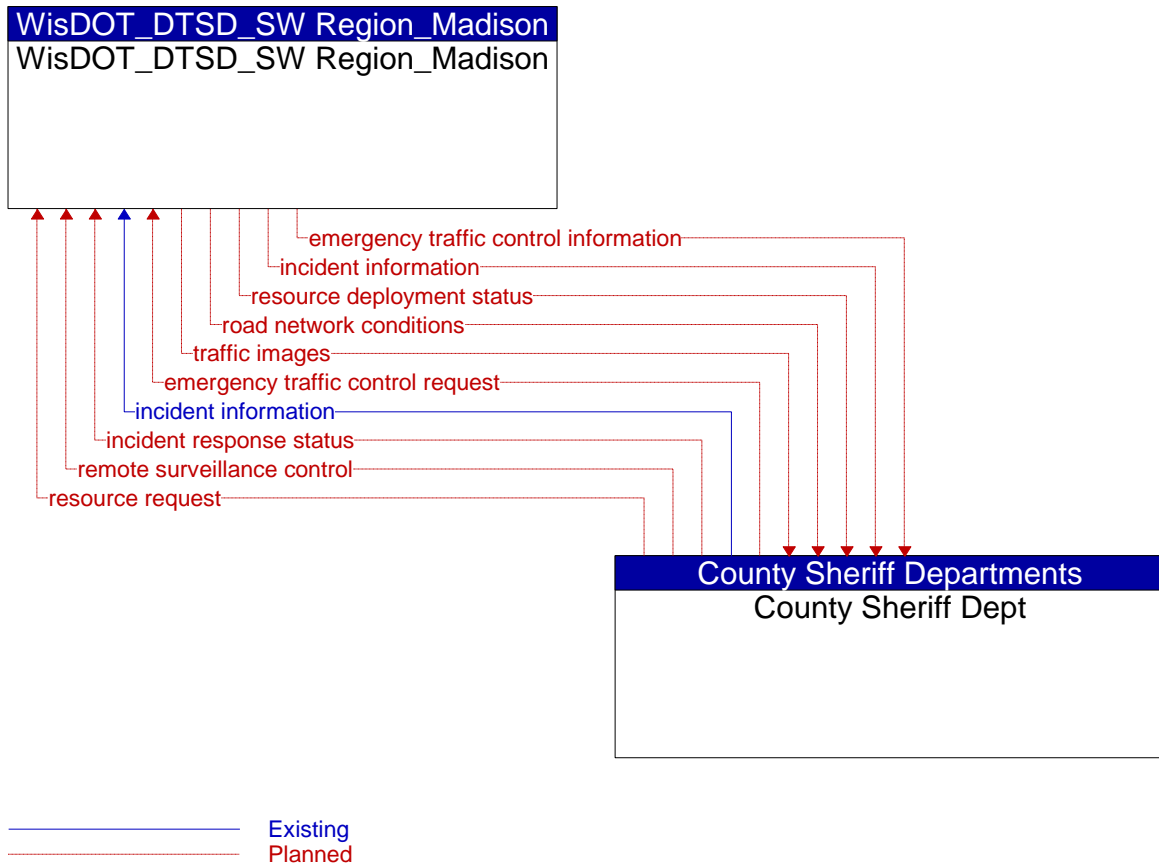 WisDOT_DTSD_SW Region_Madison
WisDOT_DTSD_SW Region_Madison
emergency traffic control information
incident information
resource deployment status
road network conditions
traffic images
emergency traffic control request
incident information
incident response status
remote surveillance control
resource request
County Sheriff Departments
County Sheriff Dept
Existing
Planned